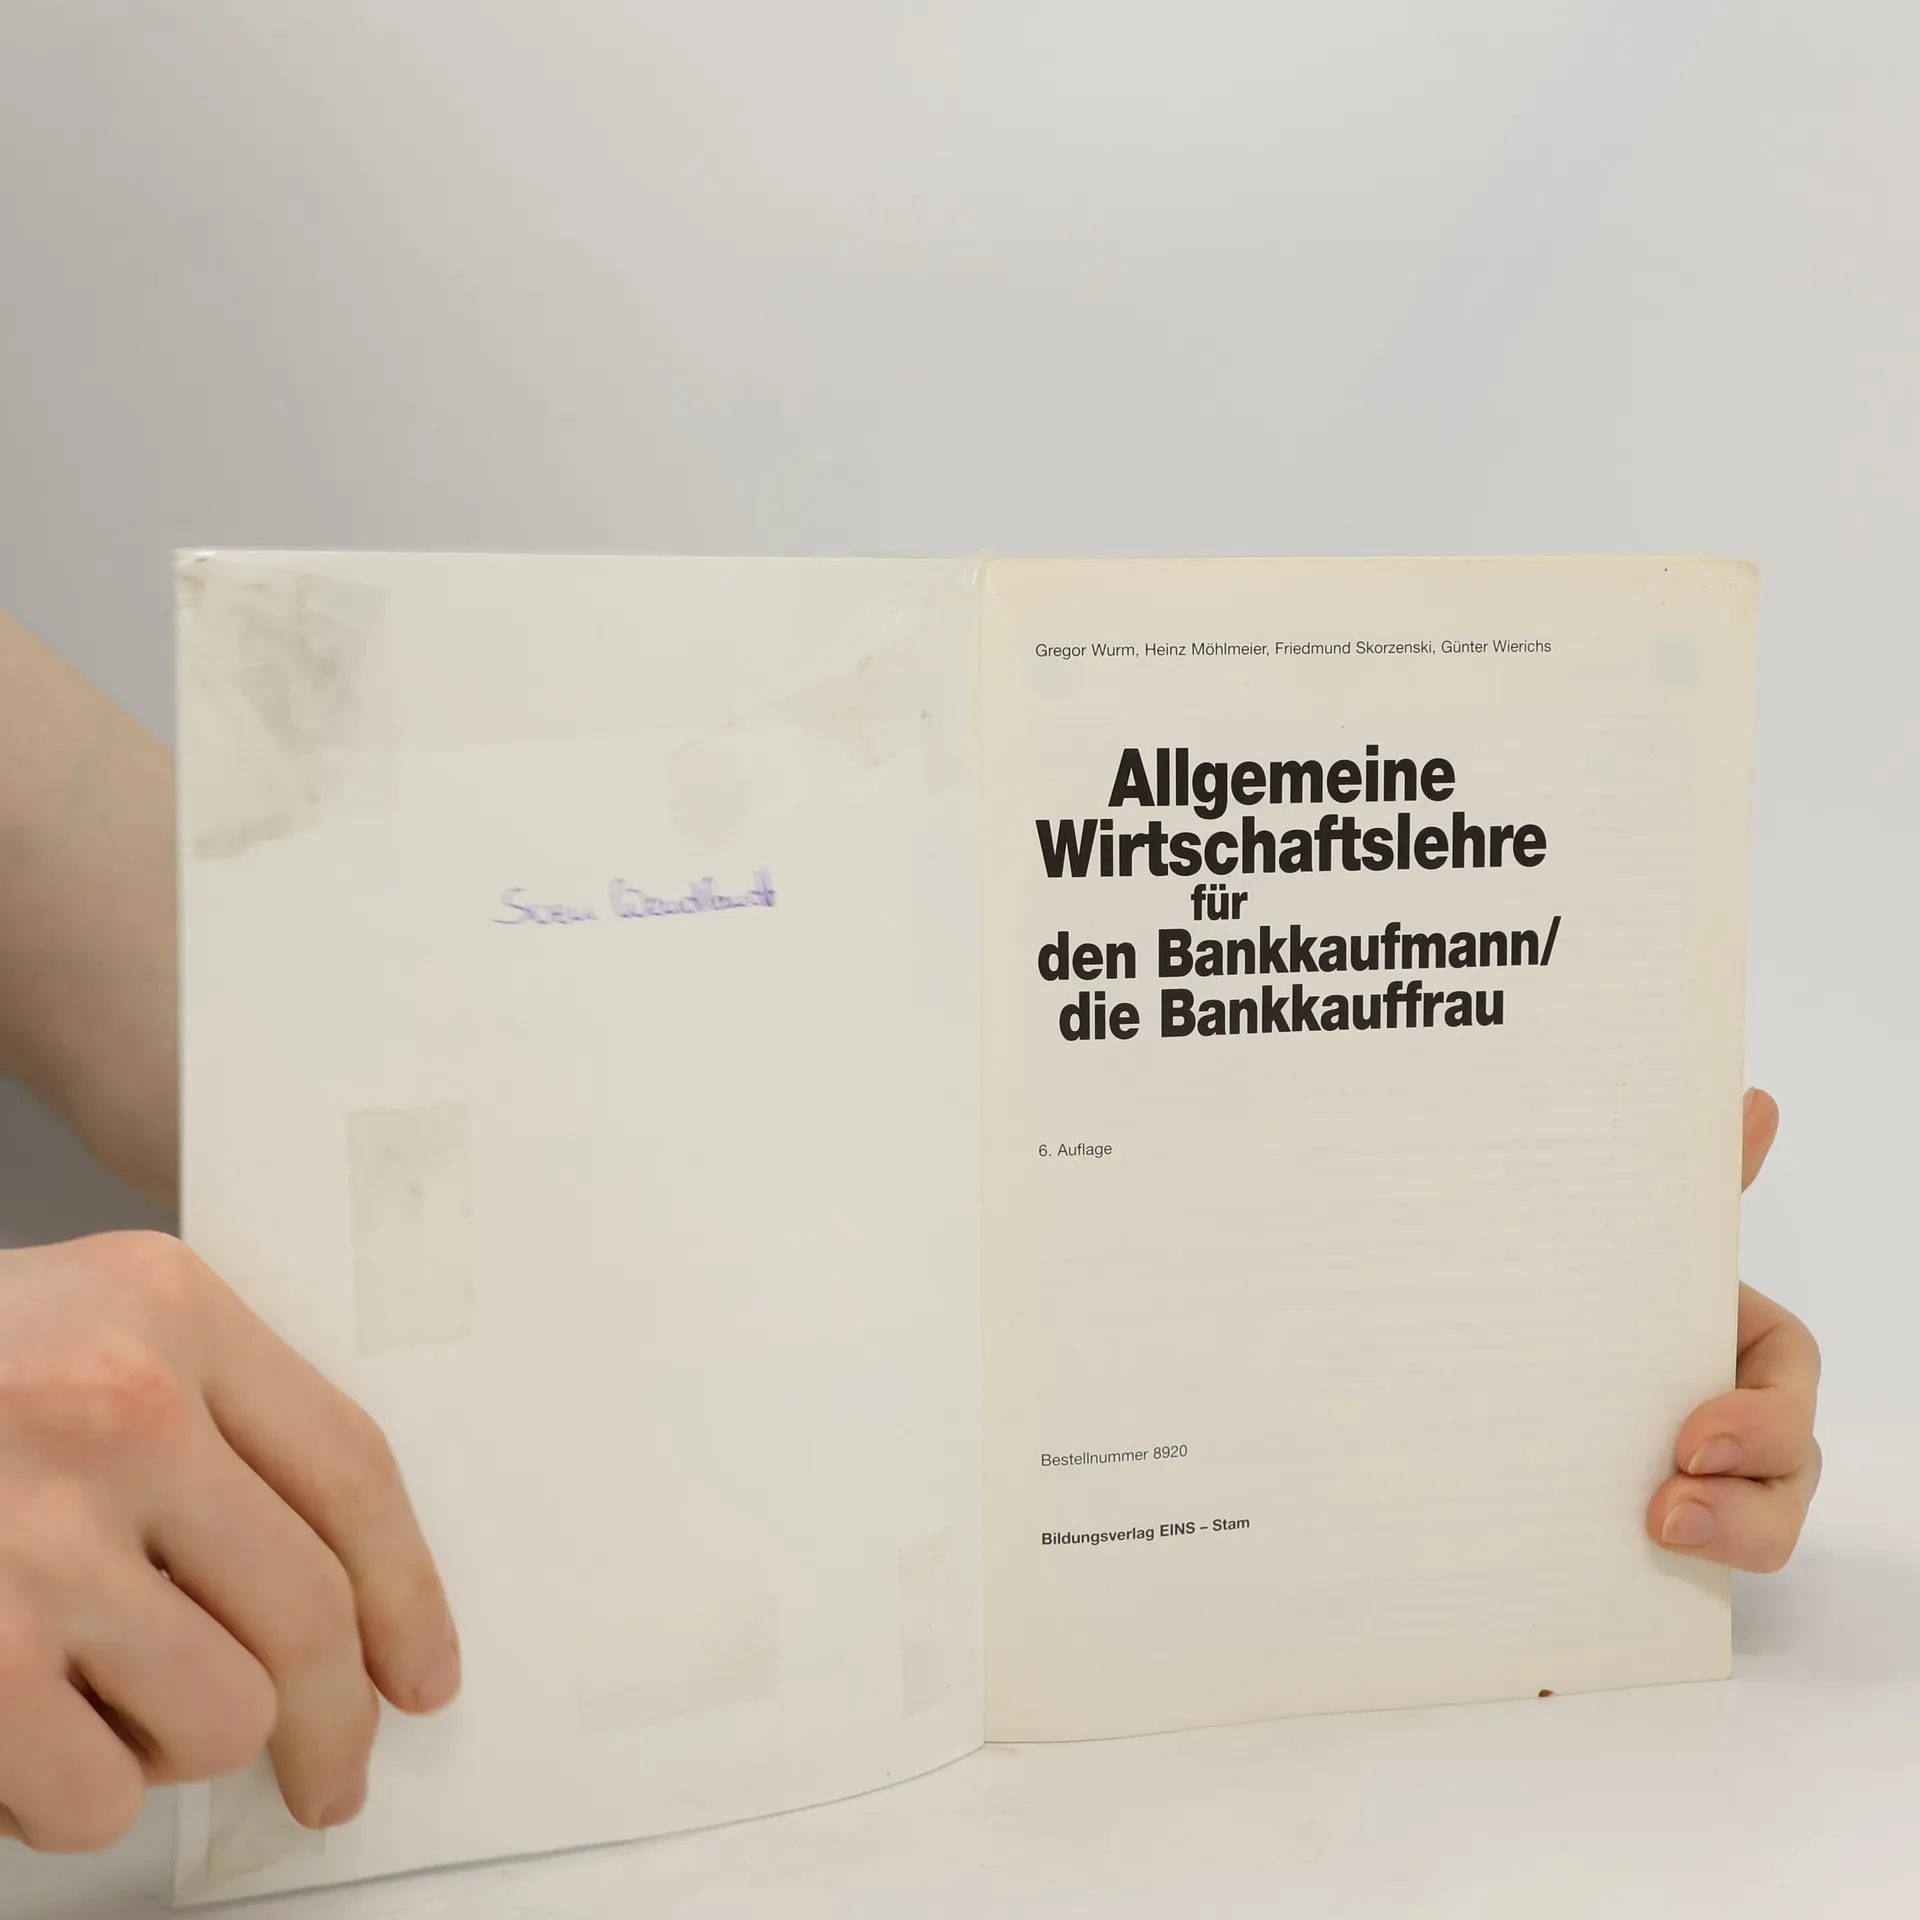 Gregor Wurm, Heinz Möhlmeier, Friedmund Skorzenski, Günter Wierichs
Allgemeine
Wirtschaftslehre
für
den Bankkaufmann/
die Bankkauffrau
6. Auflage
Bestellnummer 8920
Bildungsverlag EINS – Stam